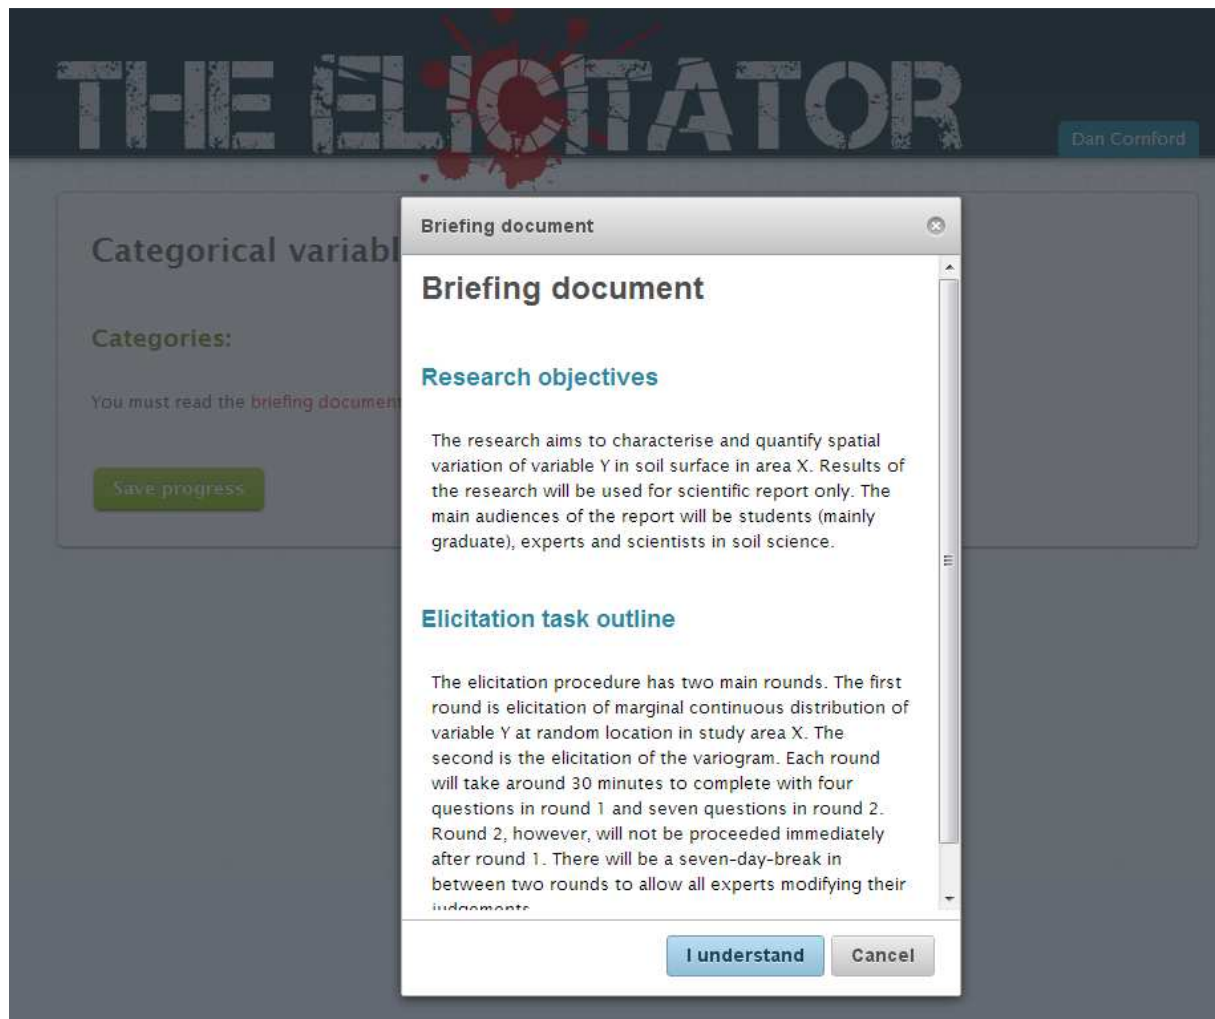 THE ELICITATOR
Dan Cornford
Categorical variabl
Categories:
You must read the briefing document
Save progress
Briefing document
Briefing document
Research objectives
The research aims to characterise and quantify spatial
variation of variable Y in soil surface in area X. Results of
the research will be used for scientific report only. The
main audiences of the report will be students (mainly
graduate), experts and scientists in soil science.
Elicitation task outline
The elicitation procedure has two main rounds. The first
round is elicitation of marginal continuous distribution of
variable Y at random location in study area X. The
second is the elicitation of the variogram. Each round
will take around 30 minutes to complete with four
questions in round 1 and seven questions in round 2.
Round 2, however, will not be proceeded immediately
after round 1. There will be a seven-day-break in
between two rounds to allow all experts modifying their
judgements
I understand
Cancel